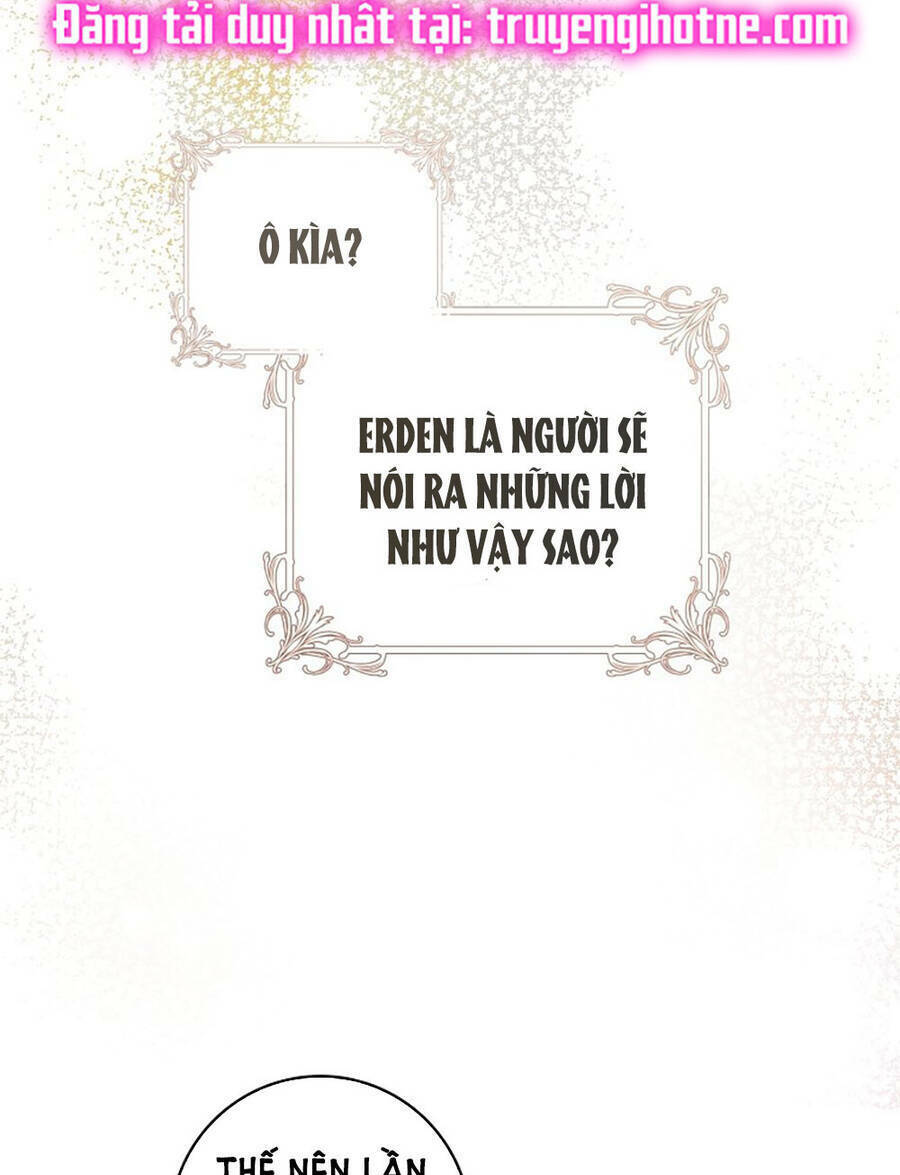 Đăng tải duy nhất tại: truyengihotne.com
Ô KÌA?
ERDEN LÀ NGƯỜI SẼ
NÓI RA NHỮNG LỜI
NHƯ VẬY SAO?
THẾ NÊN LẦN